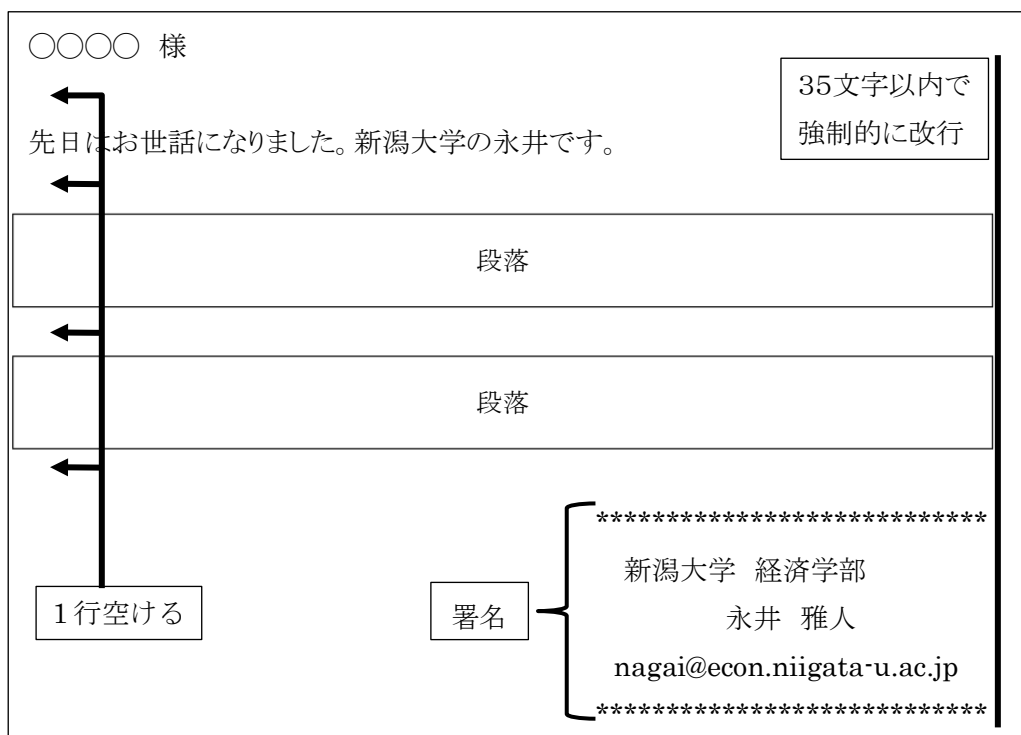 ○○○○ 様
35文字以内で
強制的に改行
先日はお世話になりました。新潟大学の永井です。
段落
段落
1行空ける
署名
****************************
新潟大学 経済学部
永井 雅人
nagai@econ.niigata-u.ac.jp
****************************